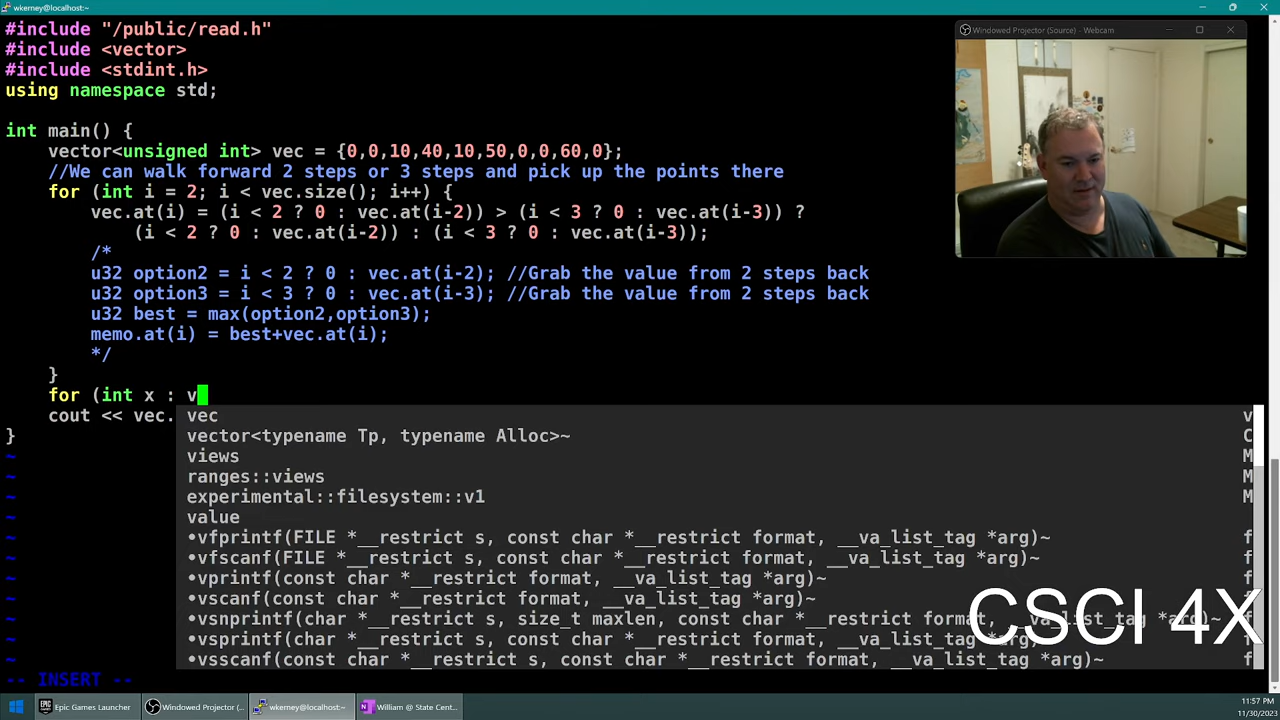 wkerney@localhost:~
#include "/public/read.h"
#include <vector>
#include <stdint.h>
using namespace std;
int main() {
vector<unsigned int> vec = {0,0,10,40,10,50,0,0,60,0};
//We can walk forward 2 steps or 3 steps and pick up the points there
for (int i = 2; i < vec.size(); i++) {
vec.at(i) = (i < 2 ? 0 : vec.at(i-2)) > (i < 3 ? 0 : vec.at(i-3)) ?
(i < 2 ? 0 : vec.at(i-2)) : (i < 3 ? 0 : vec.at(i-3));
/*
u32 option2 = i < 2 ? 0 : vec.at(i-2); //Grab the value from 2 steps back
u32 option3 = i < 3 ? 0 : vec.at(i-3); //Grab the value from 2 steps back
u32 best = max(option2,option3);
memo.at(i) = best+vec.at(i);
*/
}
for (int x : v
cout << vec.
}
vec v
vector<typename Tp, typename Alloc>~ C
views M
ranges::views M
experimental::filesystem::v1 M
value
•vfprintf(FILE *__restrict s, const char *__restrict format, __va_list_tag *arg)~ f
•vfscanf(FILE *__restrict s, const char *__restrict format, __va_list_tag *arg)~ f
•vprintf(const char *__restrict format, __va_list_tag *arg)~ f
•vscanf(const char *__restrict format, __va_list_tag *arg)~ f
•vsnprintf(char *__restrict s, size_t maxlen, const char *__restrict format, __va_list_tag *arg)~ f
•vsprintf(char *__restrict s, const char *__restrict format, __va_list_tag *arg)~ f
•vsscanf(const char *__restrict s, const char *__restrict format, __va_list_tag *arg)~ f
~
~
~
~
~
~
~
~
~
~
~
-- INSERT --
Windowed Projector (Source) - Webcam
CSCI 4X
Epic Games Launcher
Windowed Projector (...
wkerney@localhost:~
William @ State Cent...
11:57 PM
11/30/2023